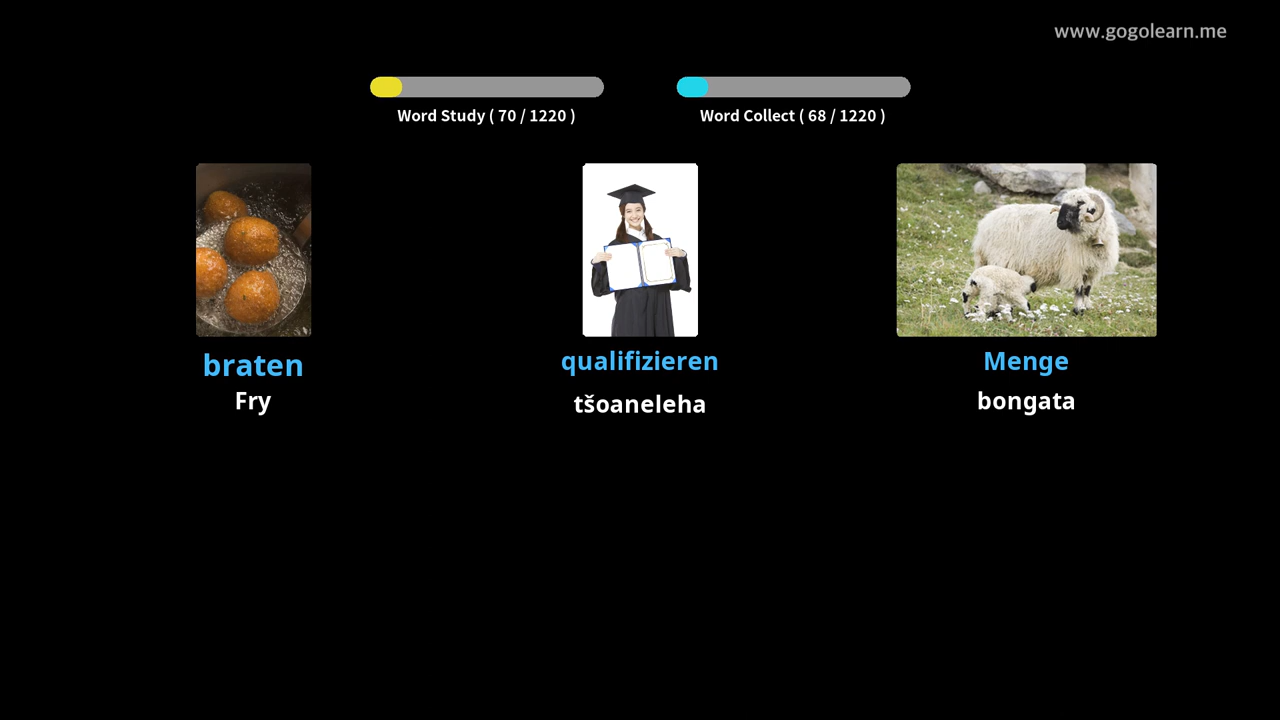 www.gogolearn.me
Word Study ( 70 / 1220 )
Word Collect ( 68 / 1220 )
braten
Fry
qualifizieren
tšoaneleha
Menge
bongata